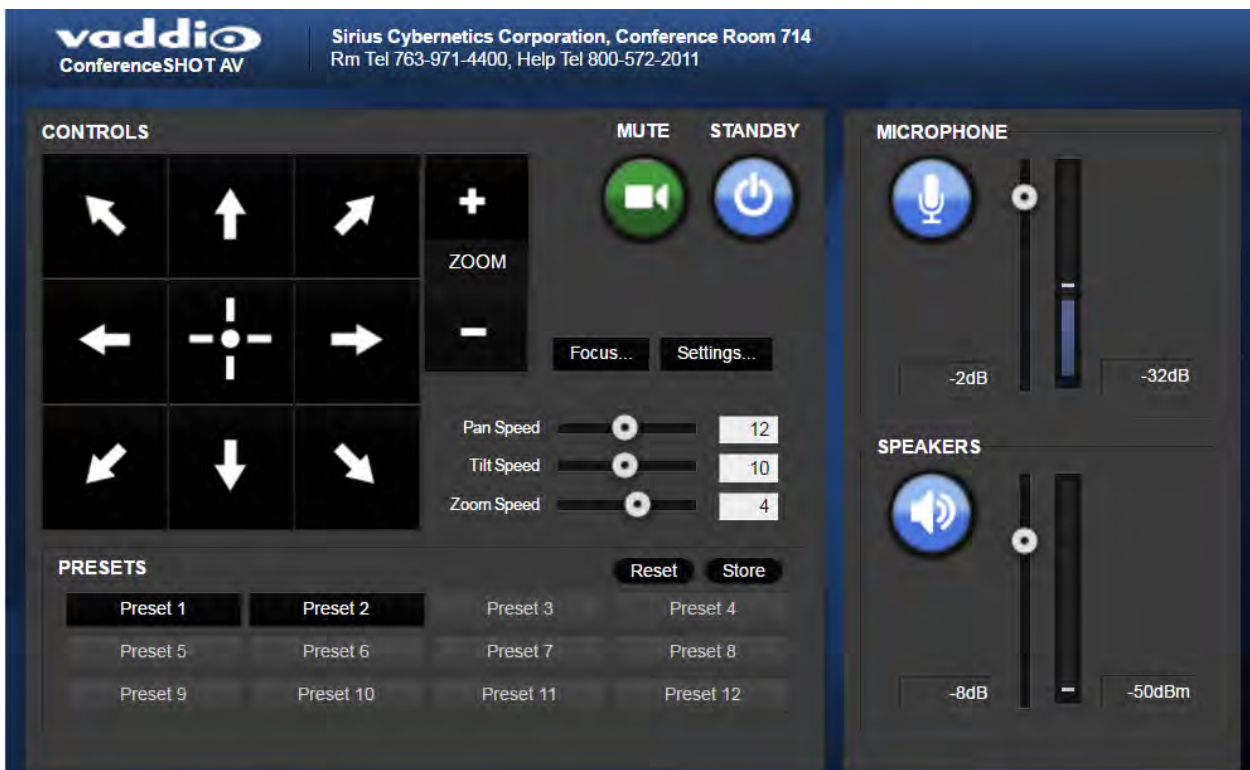 vaddio
ConferenceSHOT AV
Sirius Cybernetics Corporation, Conference Room 714
Rm Tel 763-971-4400, Help Tel 800-572-2011
CONTROLS
MUTE STANDBY
ZOOM
Focus... Settings...
Pan Speed 12
Tilt Speed 10
Zoom Speed 4
PRESETS
Reset Store
Preset 1 Preset 2 Preset 3 Preset 4
Preset 5 Preset 6 Preset 7 Preset 8
Preset 9 Preset 10 Preset 11 Preset 12
MICROPHONE
-2dB -32dB
SPEAKERS
-8dB -50dBm